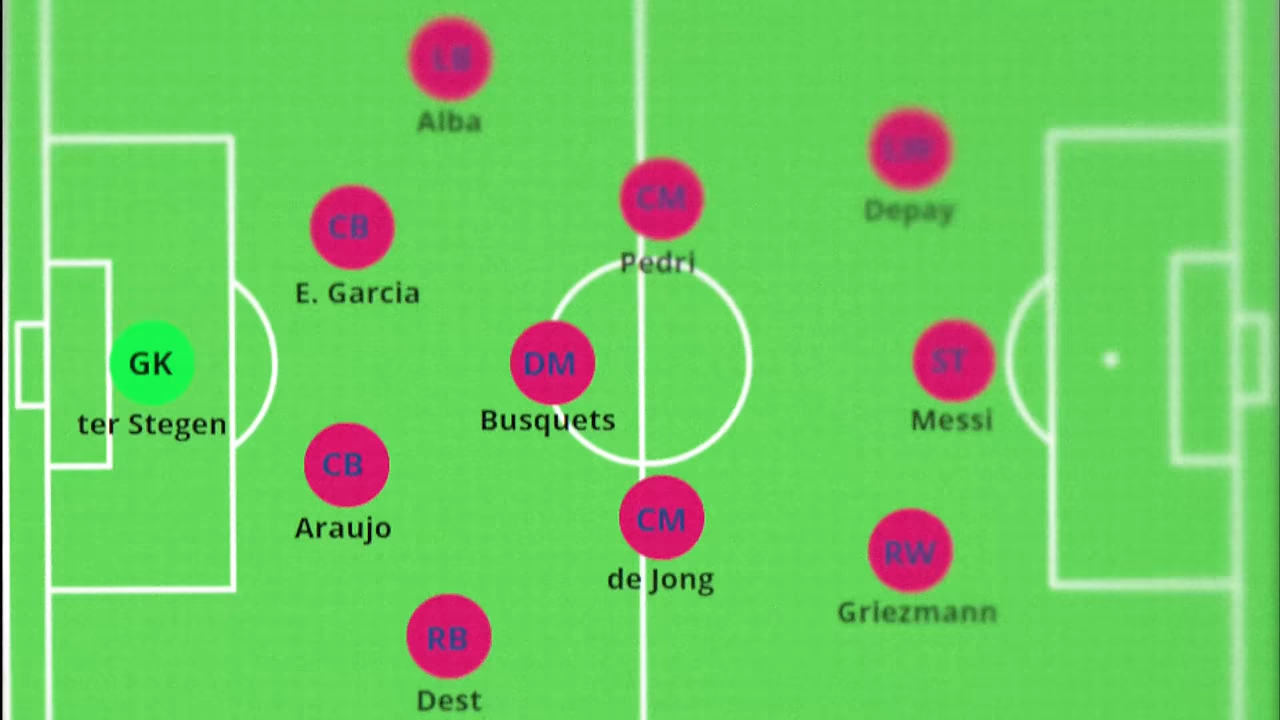 LB
Alba
CM
Pedri
Depay
CB
E. Garcia
GK
ter Stegen
DM
Busquets
ST
Messi
CB
Araujo
CM
de Jong
RW
Griezmann
RB
Dest